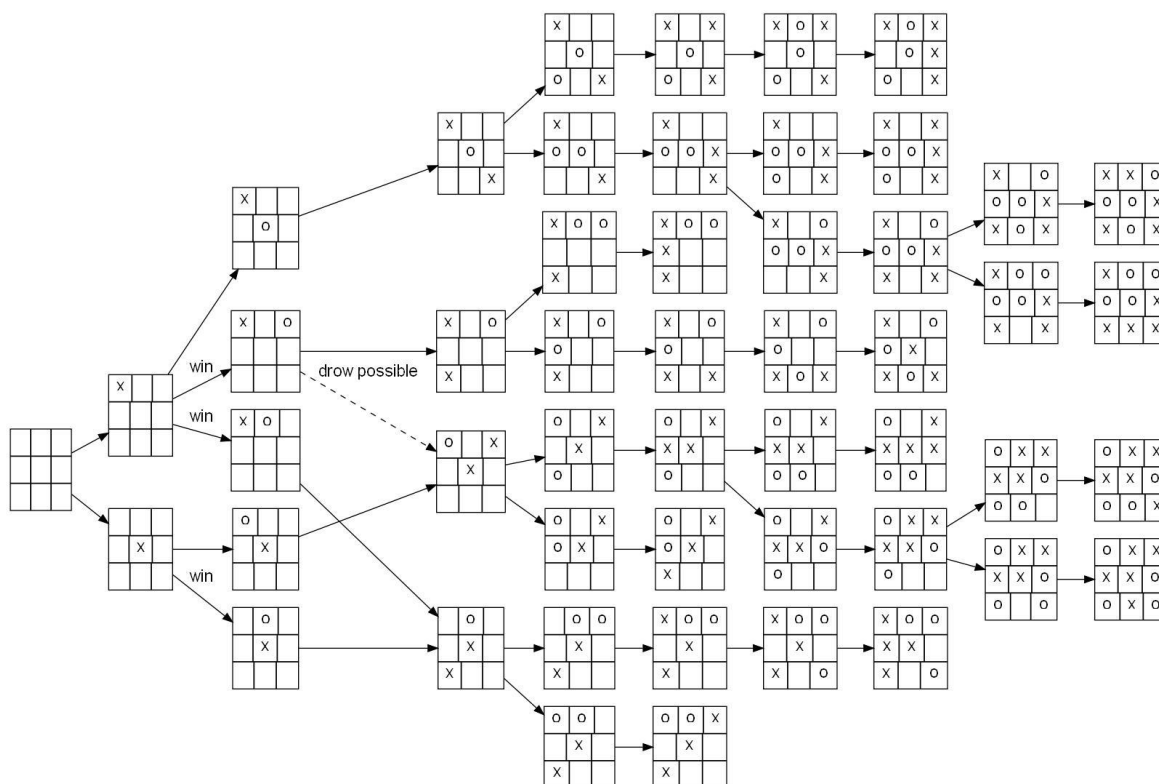 X X X X O X X O X
O O O O X
O X O X O X O X
X X X X X X
O O O O O X O O X O O X
X O X X O
X X X O X O X
X
O O X O O X
X O O X O O X O X O
O
X O X X O X
O O X O O X O O X O O X
X O O X O O
X X X X X
O O X O O X
X O X O X O X O X O X O
X X X X X
O O O O X
win
drow possible
X X X X X O X X O X
X
win
X O O X O X O X O X
O X
X X X X X X X X
O X X O X X
X
O O O O O O
X X O X X O
O O O O X
O O X O X O X O X X
X X O X O X X X O X X O
O X X O X X
win
X O O
X X O X X O
O O O X O
O O O O X O O X O O X O O
X X X X X X X
X X X X O X O
O O O O X
X X
X X